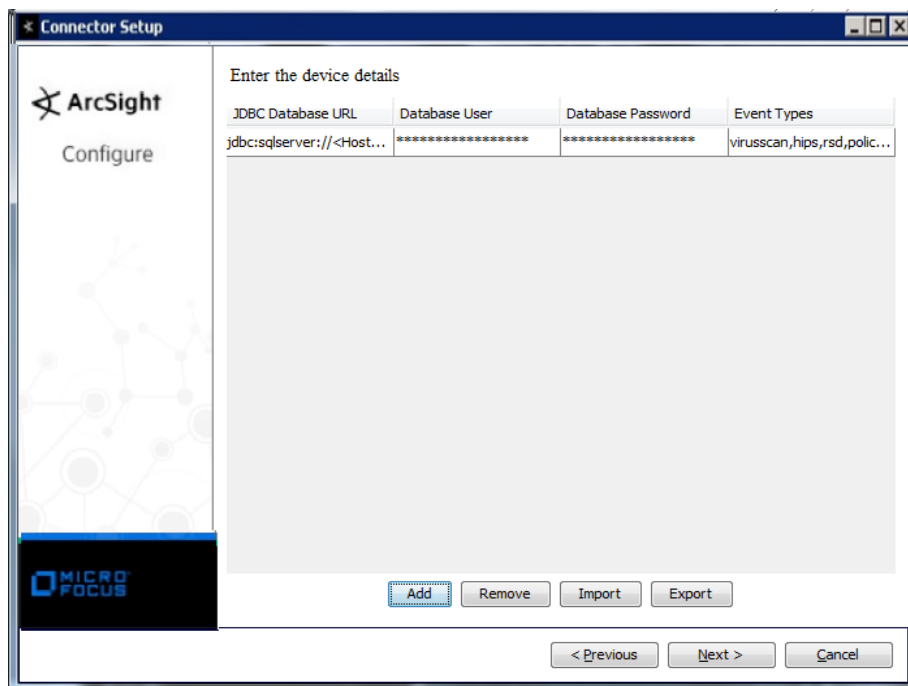 Connector Setup
ArcSight
Configure
Enter the device details
JDBC Database URL Database User Database Password Event Types
jdbc:sqlserver://<Host... ***************** ***************** virusscan,hips,rsd,polic...
Add Remove Import Export
MICRO
FOCUS
< Previous Next > Cancel